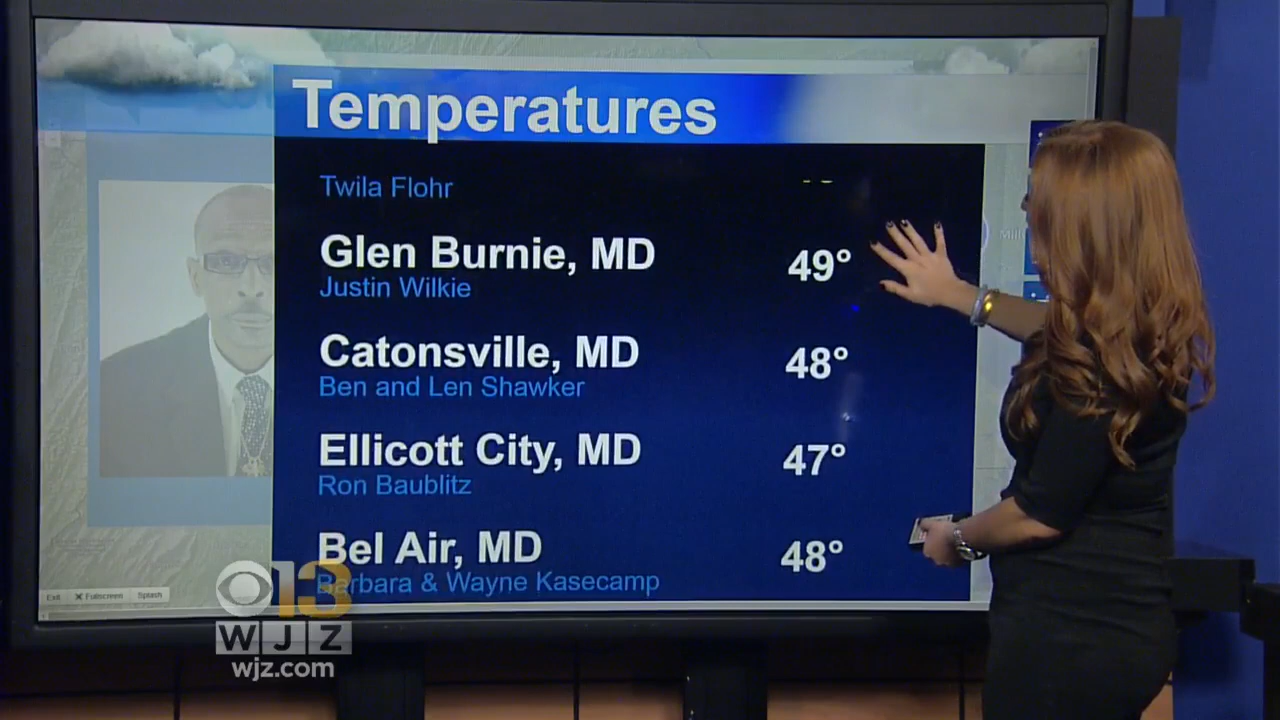 Temperatures
Twila Flohr
Glen Burnie, MD 49°
Justin Wilkie
Catonsville, MD 48°
Ben and Len Shawker
Ellicott City, MD 47°
Ron Baublitz
Bel Air, MD 48°
Barbara & Wayne Kasecamp
Exit Fullscreen Splash
13
WJZ
wjz.com